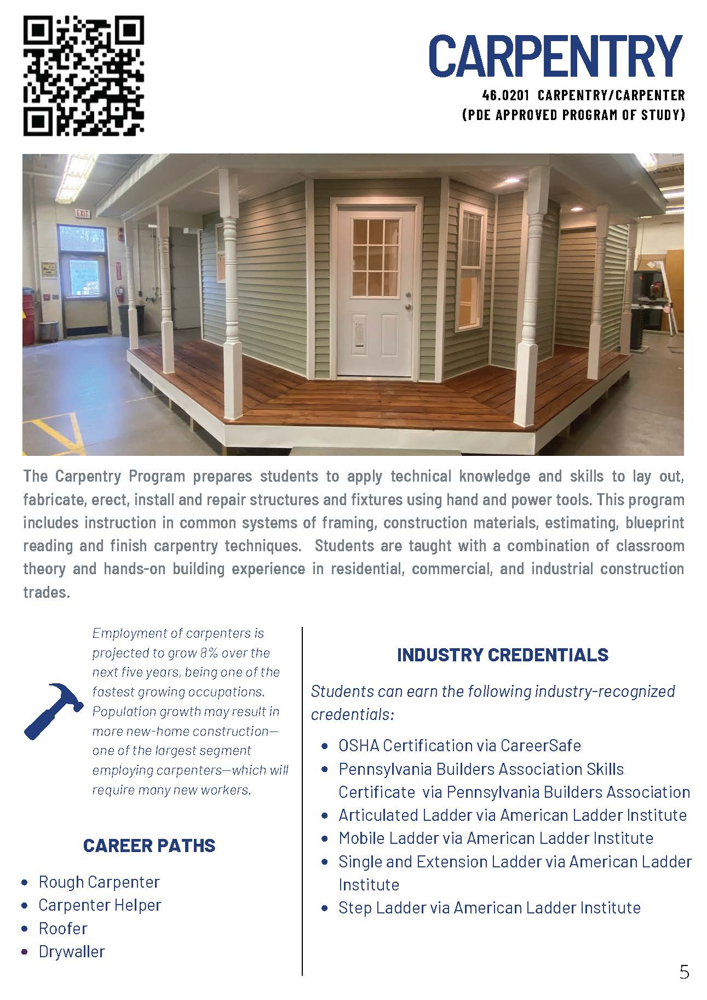 CARPENTRY
46.0201 CARPENTRY/CARPENTER
(PDE APPROVED PROGRAM OF STUDY)
EXIT
The Carpentry Program prepares students to apply technical knowledge and skills to lay out,
fabricate, erect, install and repair structures and fixtures using hand and power tools. This program
includes instruction in common systems of framing, construction materials, estimating, blueprint
reading and finish carpentry techniques. Students are taught with a combination of classroom
theory and hands-on building experience in residential, commercial, and industrial construction
trades.
Employment of carpenters is
projected to grow 8% over the
next five years, being one of the
fastest growing occupations.
Population growth may result in
more new-home construction—
one of the largest segment
employing carpenters—which will
require many new workers.
CAREER PATHS
• Rough Carpenter
• Carpenter Helper
• Roofer
• Drywaller
INDUSTRY CREDENTIALS
Students can earn the following industry-recognized
credentials:
• OSHA Certification via CareerSafe
• Pennsylvania Builders Association Skills
Certificate via Pennsylvania Builders Association
• Articulated Ladder via American Ladder Institute
• Mobile Ladder via American Ladder Institute
• Single and Extension Ladder via American Ladder
Institute
• Step Ladder via American Ladder Institute
5